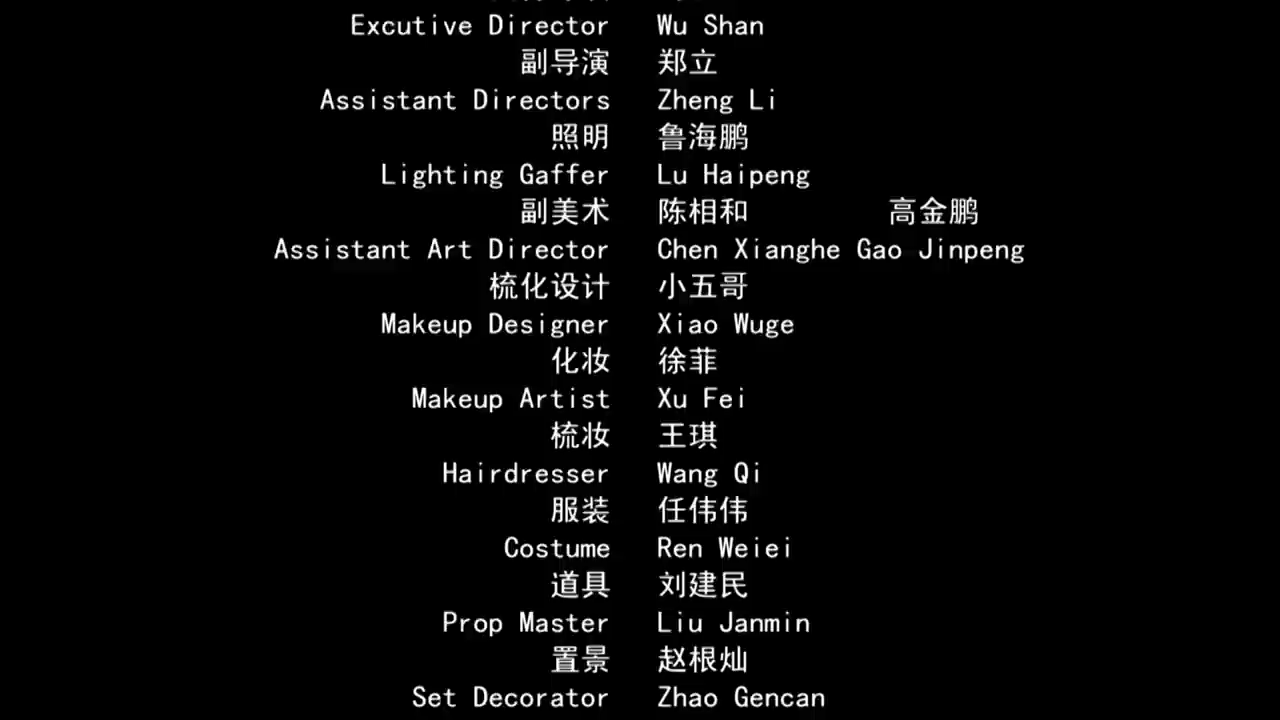 Excutive Director Wu Shan
副导演 郑立
Assistant Directors Zheng Li
照明 鲁海鹏
Lighting Gaffer Lu Haipeng
副美术 陈相和 高金鹏
Assistant Art Director Chen Xianghe Gao Jinpeng
梳化设计 小五哥
Makeup Designer Xiao Wuge
化妆 徐菲
Makeup Artist Xu Fei
梳妆 王琪
Hairdresser Wang Qi
服装 任伟伟
Costume Ren Weiei
道具 刘建民
Prop Master Liu Janmin
置景 赵根灿
Set Decorator Zhao Gencan